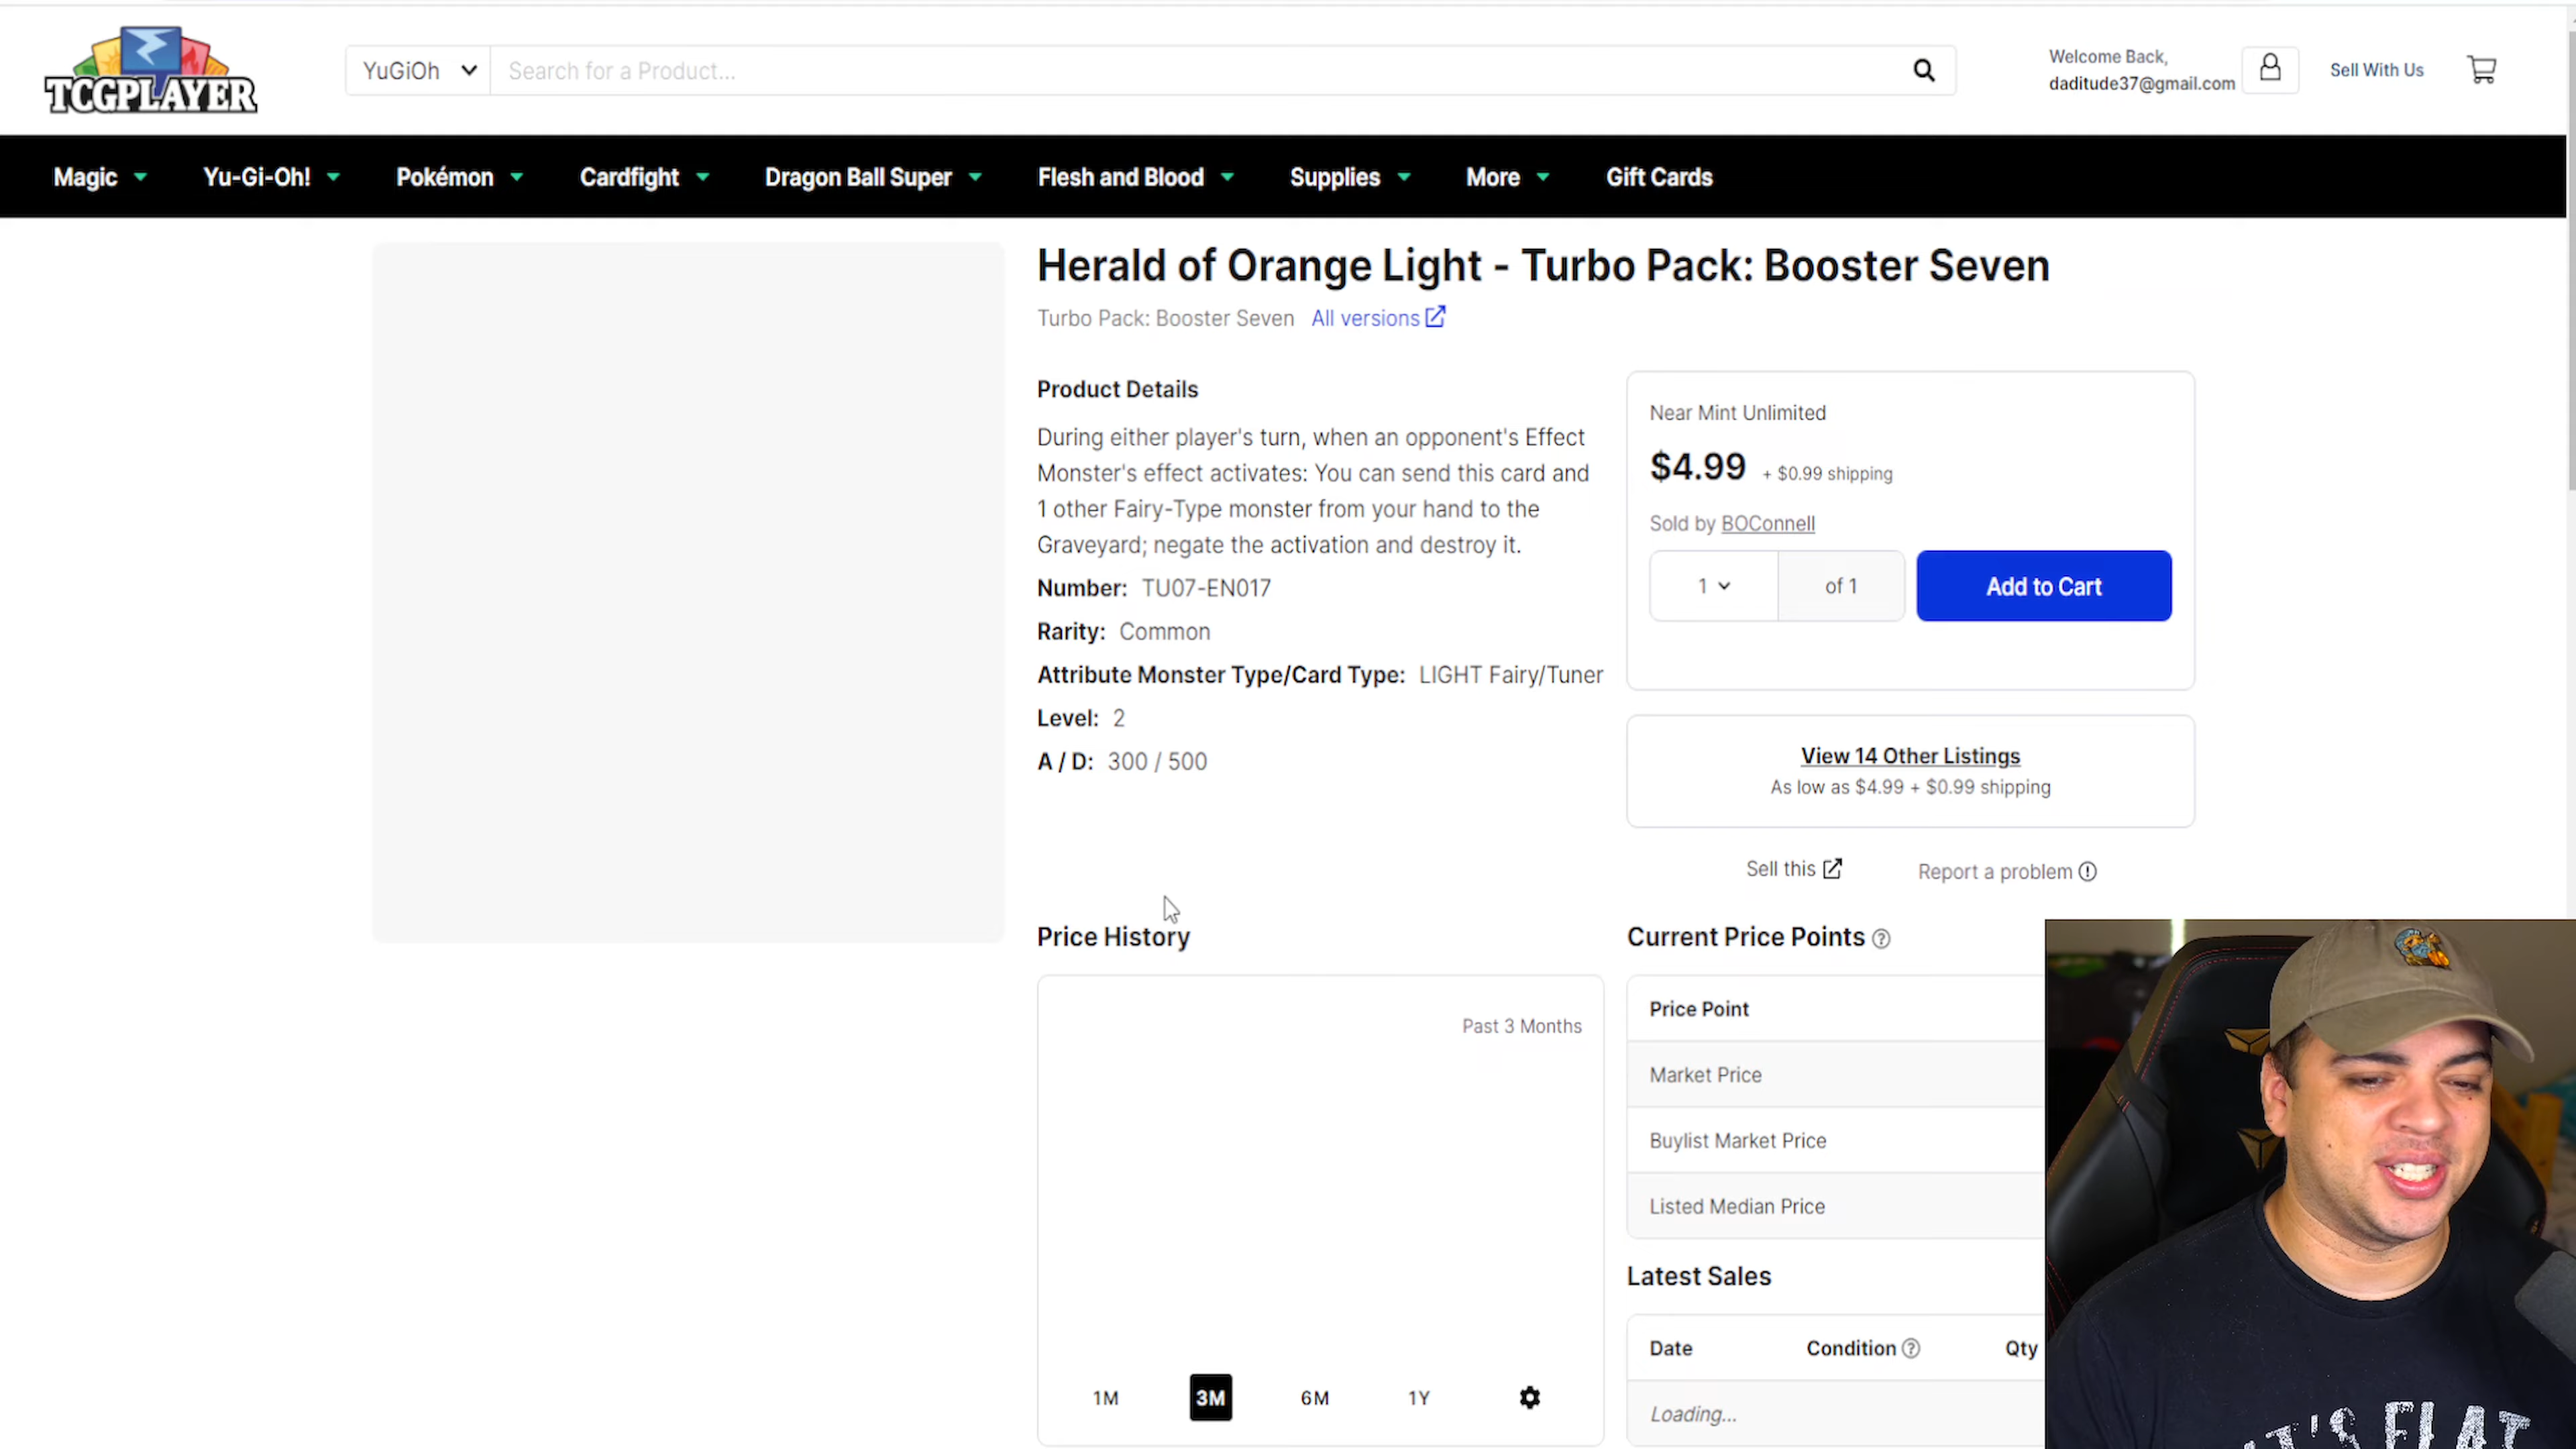 TCGPLAYER
YuGiOh
Search for a Product...
Welcome Back,
daditude37@gmail.com
Sell With Us
Magic
Yu-Gi-Oh!
Pokémon
Cardfight
Dragon Ball Super
Flesh and Blood
Supplies
More
Gift Cards
Herald of Orange Light - Turbo Pack: Booster Seven
Turbo Pack: Booster Seven All versions
Product Details
During either player's turn, when an opponent's Effect
Monster's effect activates: You can send this card and
1 other Fairy-Type monster from your hand to the
Graveyard; negate the activation and destroy it.
Number: TU07-EN017
Rarity: Common
Attribute Monster Type/Card Type: LIGHT Fairy/Tuner
Level: 2
A / D: 300 / 500
Near Mint Unlimited
$4.99 + $0.99 shipping
Sold by BOConnell
1 of 1
Add to Cart
View 14 Other Listings
As low as $4.99 + $0.99 shipping
Sell this
Report a problem
Price History
Past 3 Months
1M 3M 6M 1Y
Current Price Points
Price Point
Market Price
Buylist Market Price
Listed Median Price
Latest Sales
Date Condition Qty
Loading...
IT'S FLAT